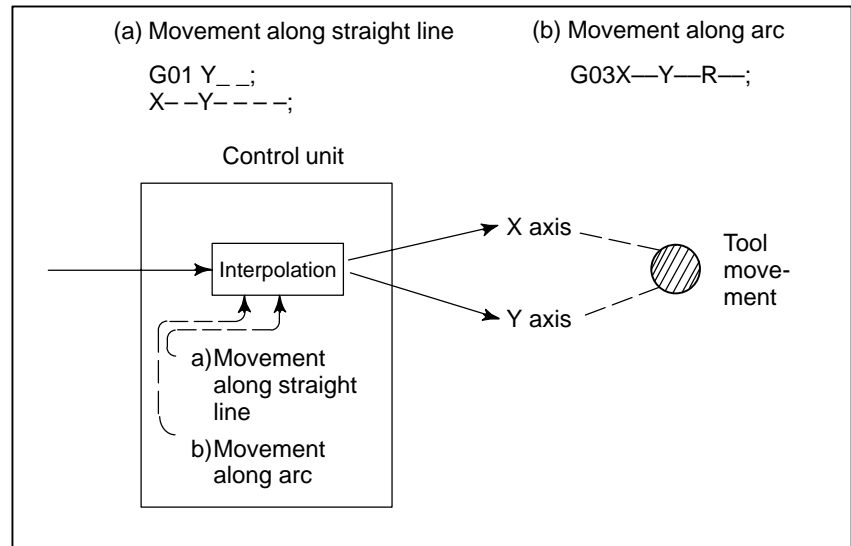 (a) Movement along straight line
G01 Y_ _;
X– –Y– – – –;
(b) Movement along arc
G03X––Y––R––;
Control unit
Interpolation
a)Movement
along straight
line
b)Movement
along arc
X axis
Y axis
Tool
move-
ment